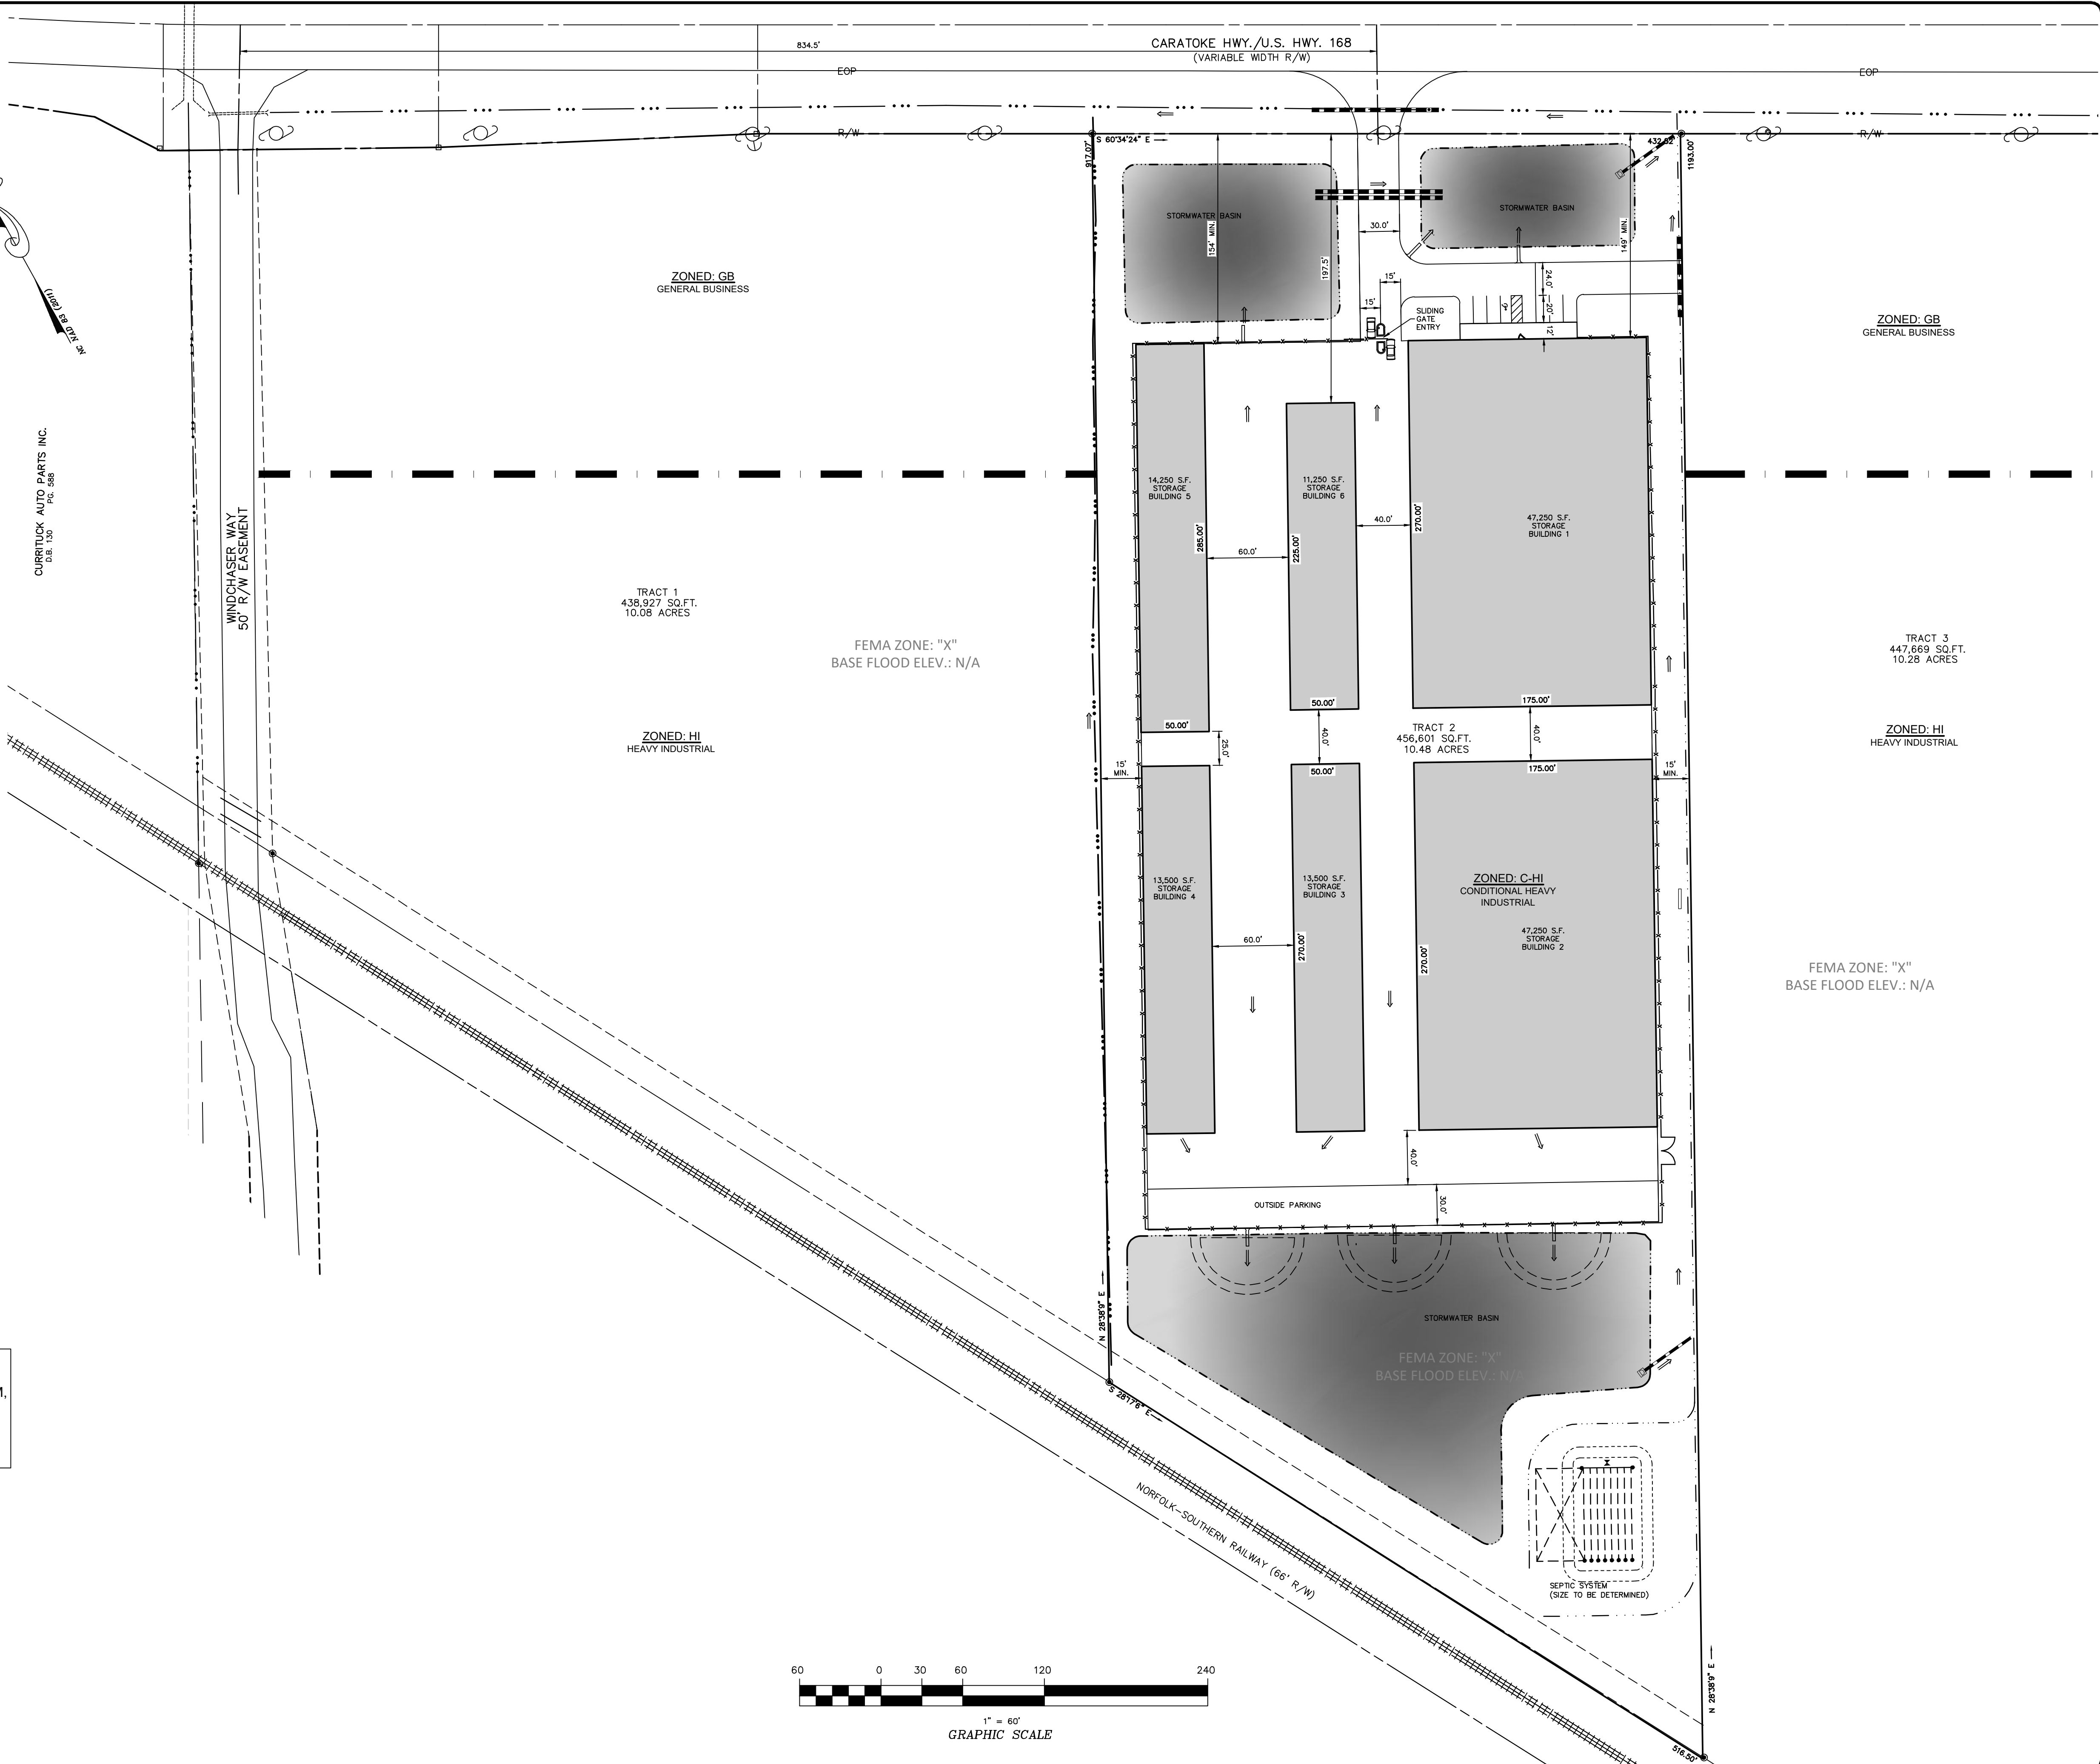 834.5'
CARATOKE HWY./U.S. HWY. 168
(VARIABLE WIDTH R/W)
EOP
EOP
R/W
S 60°34'24" E
432.52'
R/W
917.07'
1193.00'
STORMWATER BASIN
STORMWATER BASIN
154' MIN.
197.5'
30.0'
149' MIN.
15'
15'
24.0'
20'
12'
SLIDING
GATE
ENTRY
NC NAD 83 (2011)
ZONED: GB
GENERAL BUSINESS
ZONED: GB
GENERAL BUSINESS
CURRITUCK AUTO PARTS INC.
D.B. 130 PG. 588
WINDCHASER WAY
50' R/W EASEMENT
14,250 S.F.
STORAGE
BUILDING 5
11,250 S.F.
STORAGE
BUILDING 6
47,250 S.F.
STORAGE
BUILDING 1
285.00'
60.0'
225.00'
40.0'
270.00'
TRACT 1
438,927 SQ.FT.
10.08 ACRES
FEMA ZONE: "X"
BASE FLOOD ELEV.: N/A
TRACT 3
447,669 SQ.FT.
10.28 ACRES
ZONED: HI
HEAVY INDUSTRIAL
ZONED: HI
HEAVY INDUSTRIAL
50.00'
50.00'
175.00'
25.0'
40.0'
TRACT 2
456,601 SQ.FT.
10.48 ACRES
40.0'
15'
MIN.
50.00'
175.00'
15'
MIN.
13,500 S.F.
STORAGE
BUILDING 4
13,500 S.F.
STORAGE
BUILDING 3
ZONED: C-HI
CONDITIONAL HEAVY
INDUSTRIAL
47,250 S.F.
STORAGE
BUILDING 2
60.0'
270.00'
270.00'
FEMA ZONE: "X"
BASE FLOOD ELEV.: N/A
40.0'
30.0'
OUTSIDE PARKING
N 28°38'9" E
STORMWATER BASIN
FEMA ZONE: "X"
BASE FLOOD ELEV.: N/A
S 28°17'6" E
NORFOLK-SOUTHERN RAILWAY (66' R/W)
SEPTIC SYSTEM
(SIZE TO BE DETERMINED)
N 28°38'9" E
516.50'
60 0 30 60 120 240
1" = 60'
GRAPHIC SCALE